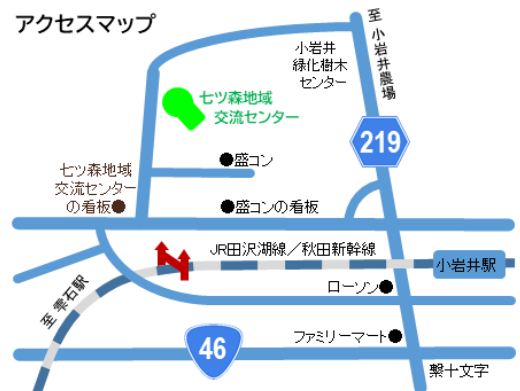 アクセスマップ
至 小岩井農場
小岩井
緑化樹木
センター
七ツ森地域
交流センター
219
盛コン
七ツ森地域
交流センター
の看板
盛コンの看板
JR田沢湖線／秋田新幹線
小岩井駅
至 雫石駅
ローソン
46
ファミリーマート
繋十文字